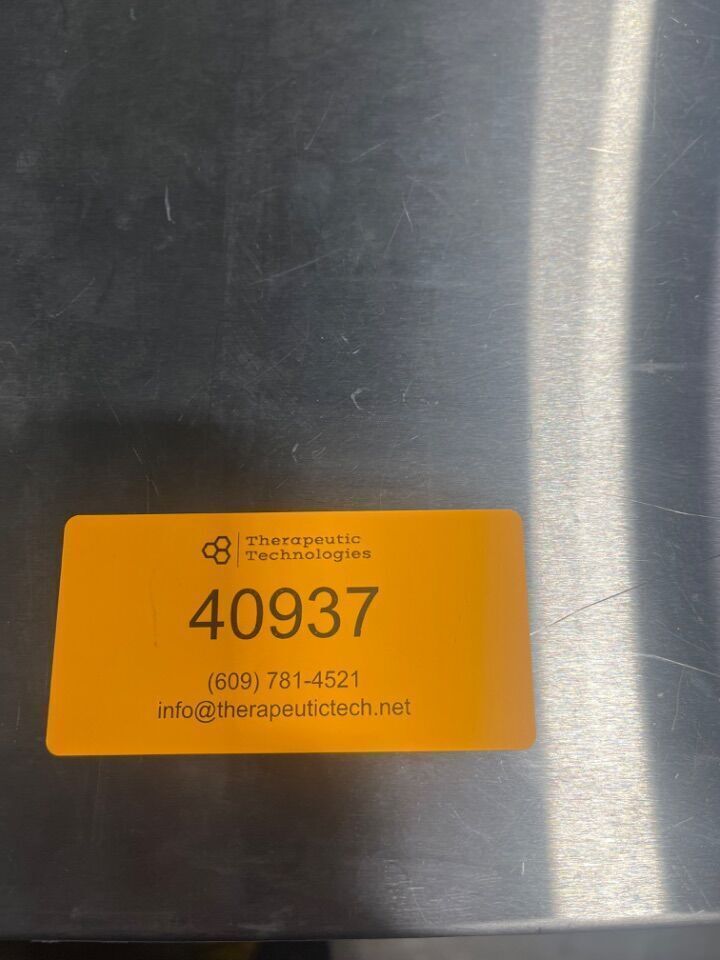 Therapeutic
Technologies
40937
(609) 781-4521
info@therapeutictech.net